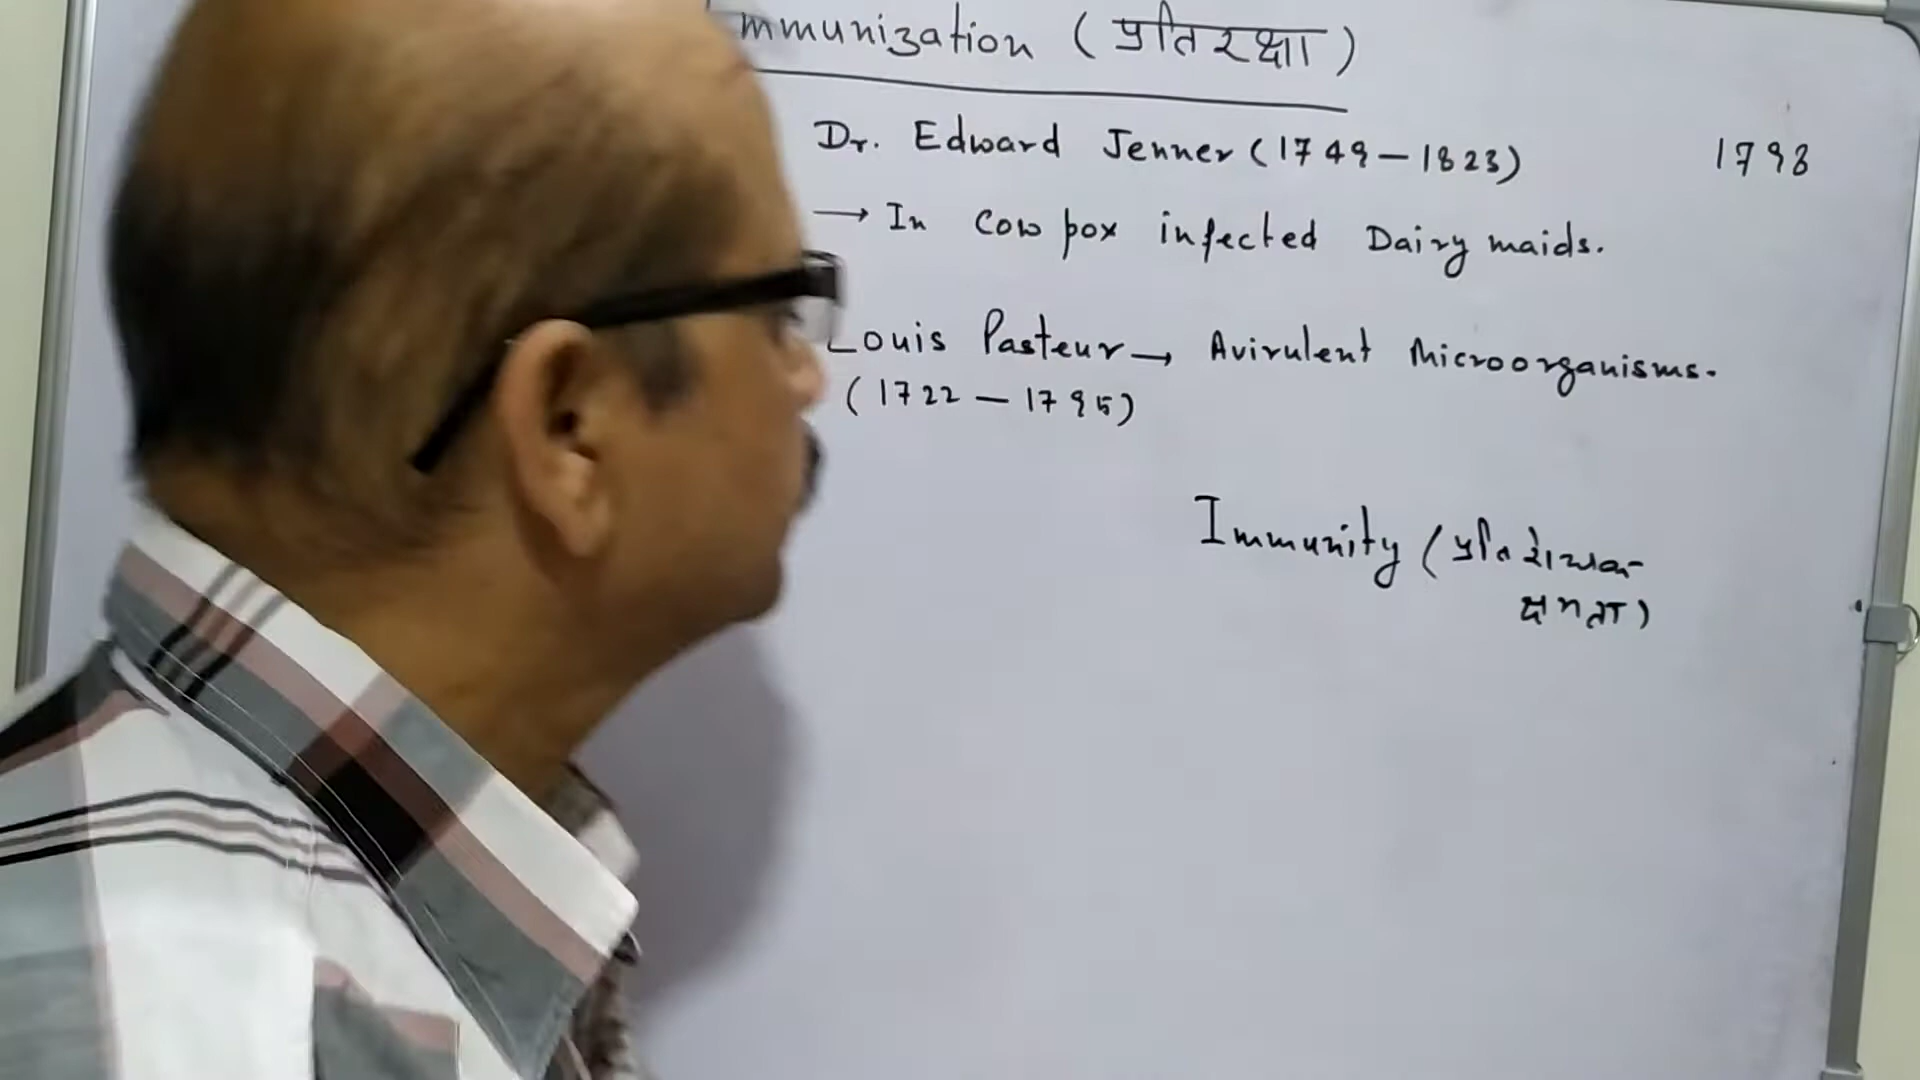 mmunization (प्रतिरक्षा)
Dr. Edward Jenner (1749-1823) 1798
→ In Cow pox infected Dairy maids.
Louis Pasteur → Avirulent Microorganisms.
(1722-1795)
Immunity (प्रतिरोधक
क्षमता)